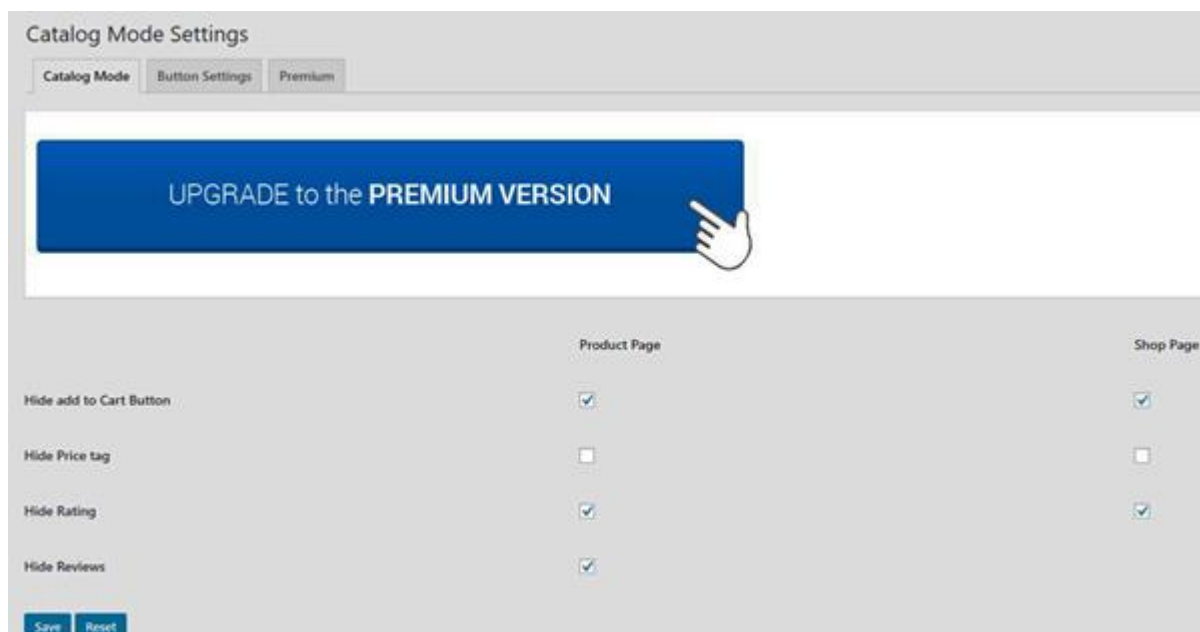 Catalog Mode Settings
Catalog Mode Button Settings Premium
UPGRADE to the PREMIUM VERSION
Product Page Shop Page
Hide add to Cart Button
Hide Price tag
Hide Rating
Hide Reviews
Save Reset